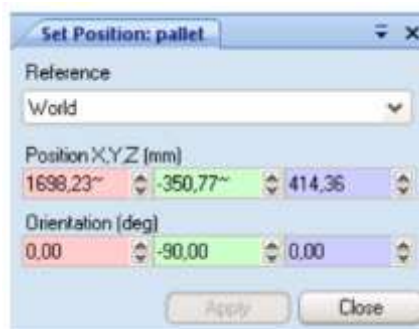 Set Position: pallet
Reference
World
Position X,Y,Z (mm)
1698,23~ -350,77~ 414,36
Orientation (deg)
0,00 -90,00 0,00
Apply Close